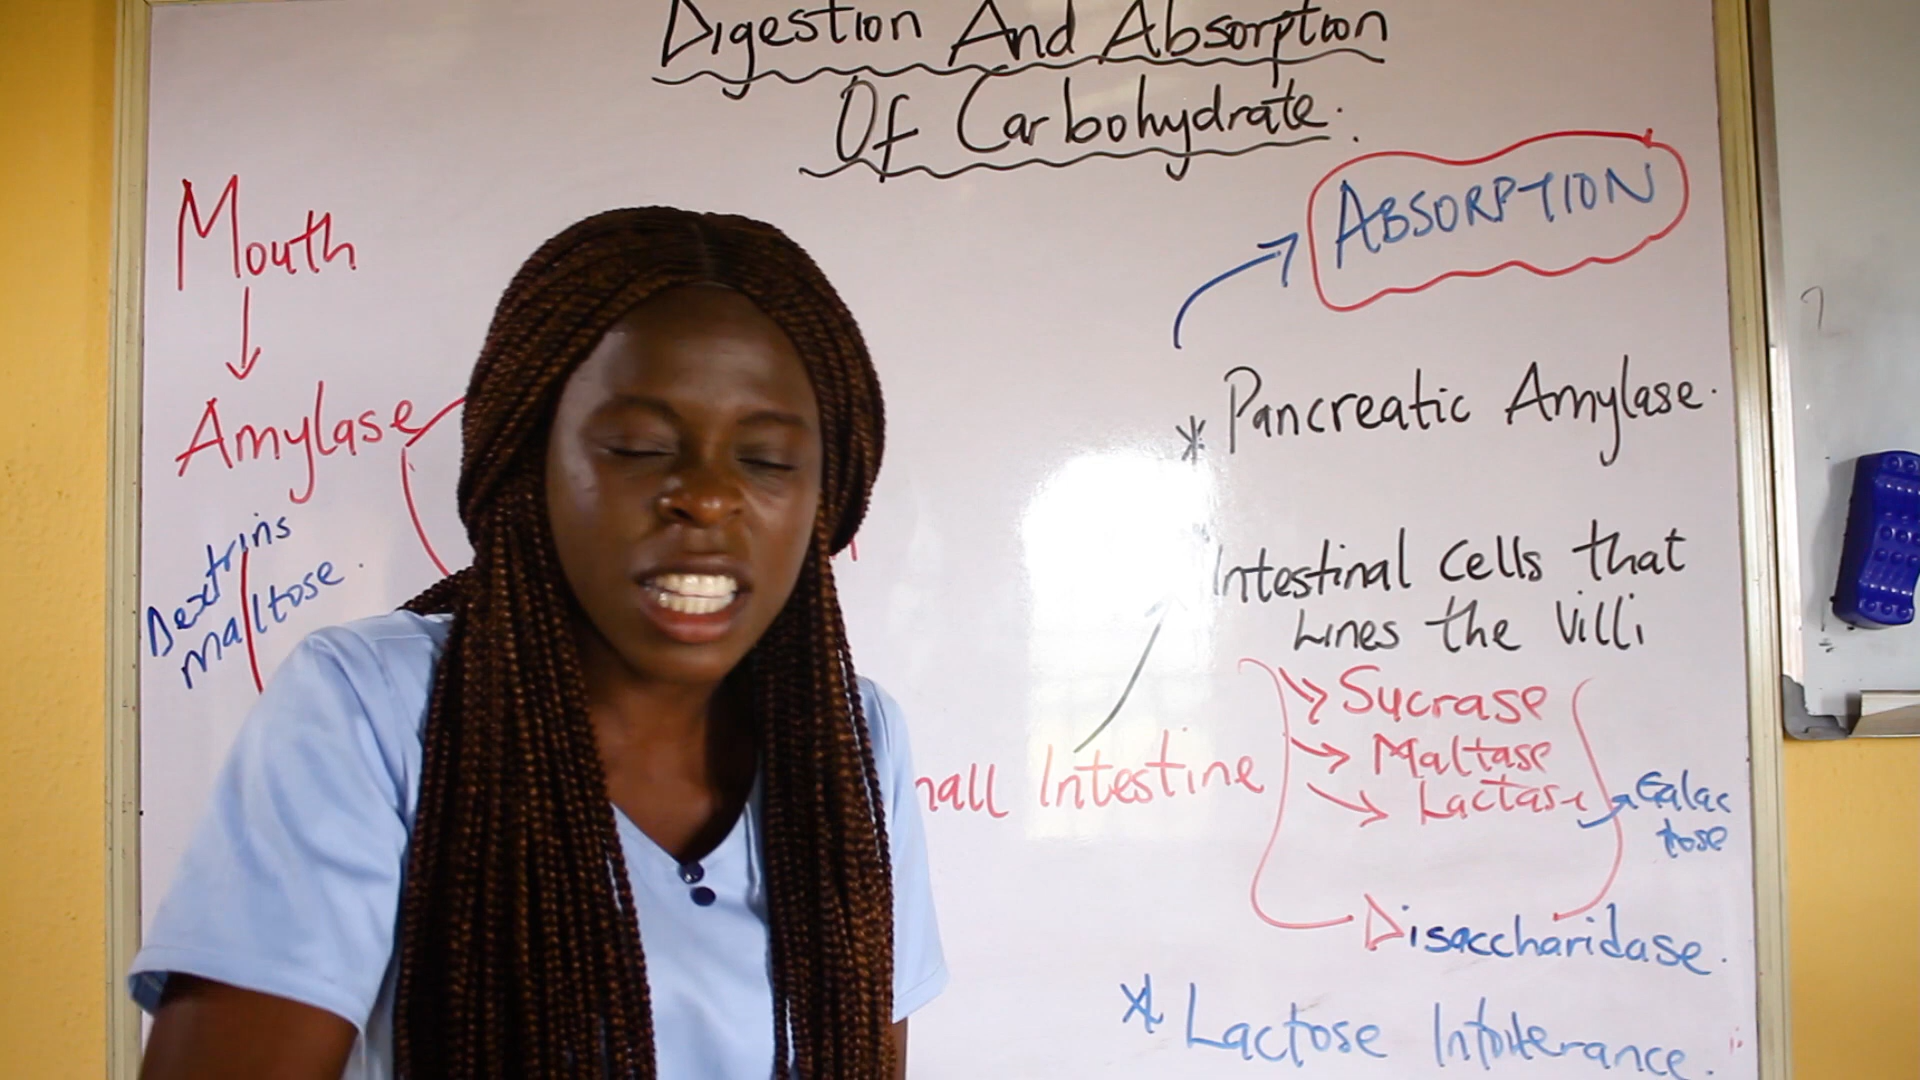 Digestion And Absorption
Of Carbohydrate.
Mouth
Amylase
Dextrins
maltose.
ABSORPTION
* Pancreatic Amylase.
Intestinal cells that
Lines the Villi
Sucrase
Maltase
Lactase
Galac
tose
nall Intestine
Disaccharidase.
* Lactose Intolerance.